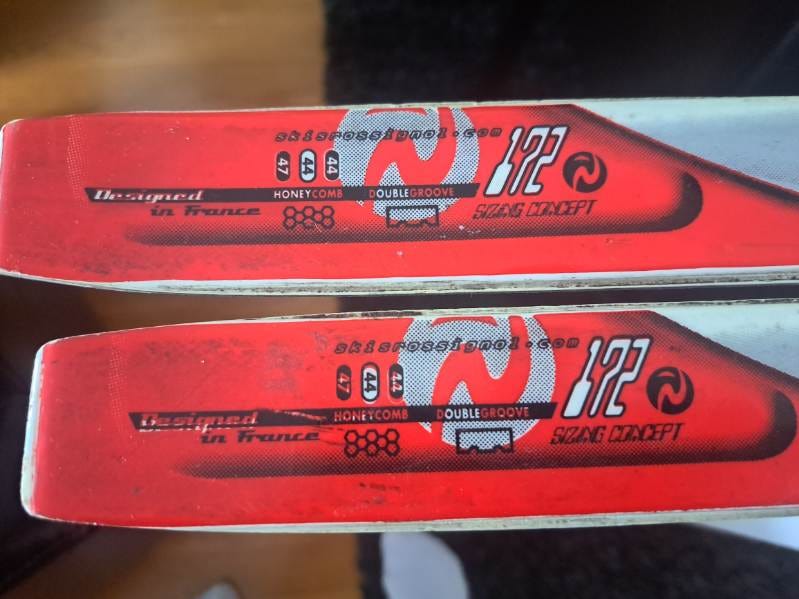 skisrossignol.com
172
47 44 44
HONEYCOMB DOUBLEGROOVE
Designed
in France
SIZING CONCEPT
skisrossignol.com
172
47 44 44
HONEYCOMB DOUBLEGROOVE
Designed
in France
SIZING CONCEPT